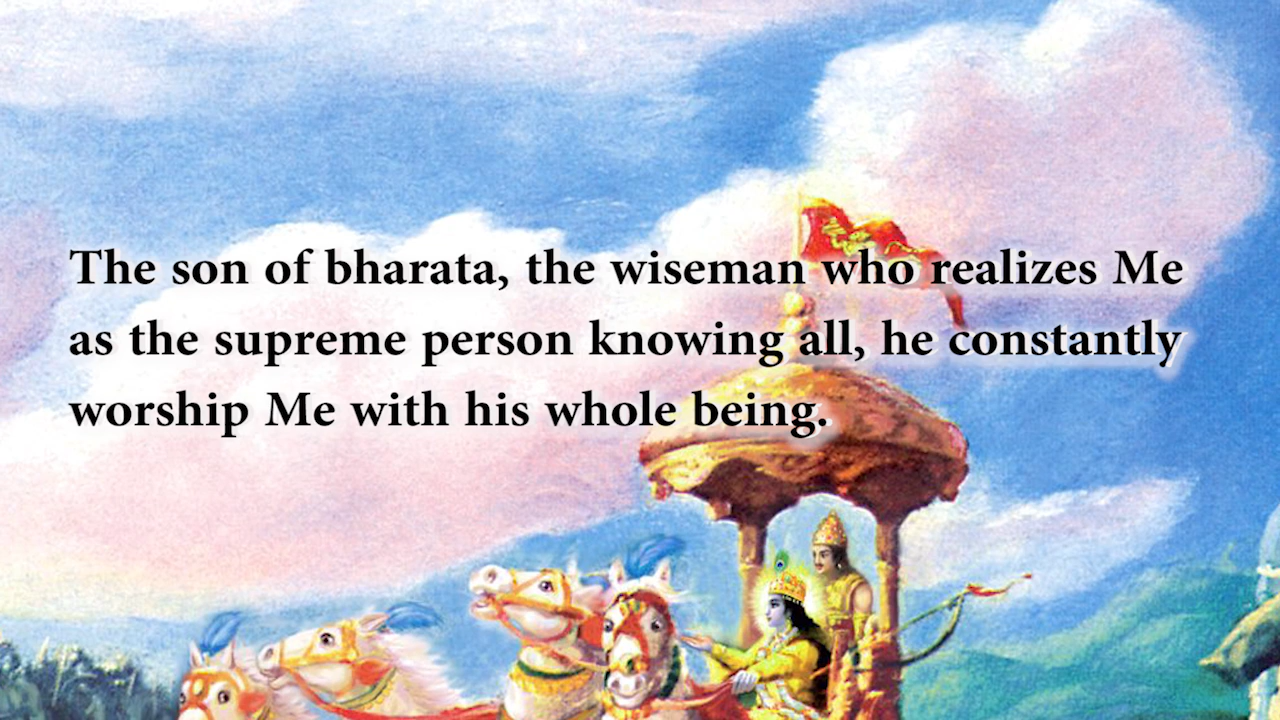 The son of bharata, the wiseman who realizes Me
as the supreme person knowing all, he constantly
worship Me with his whole being.